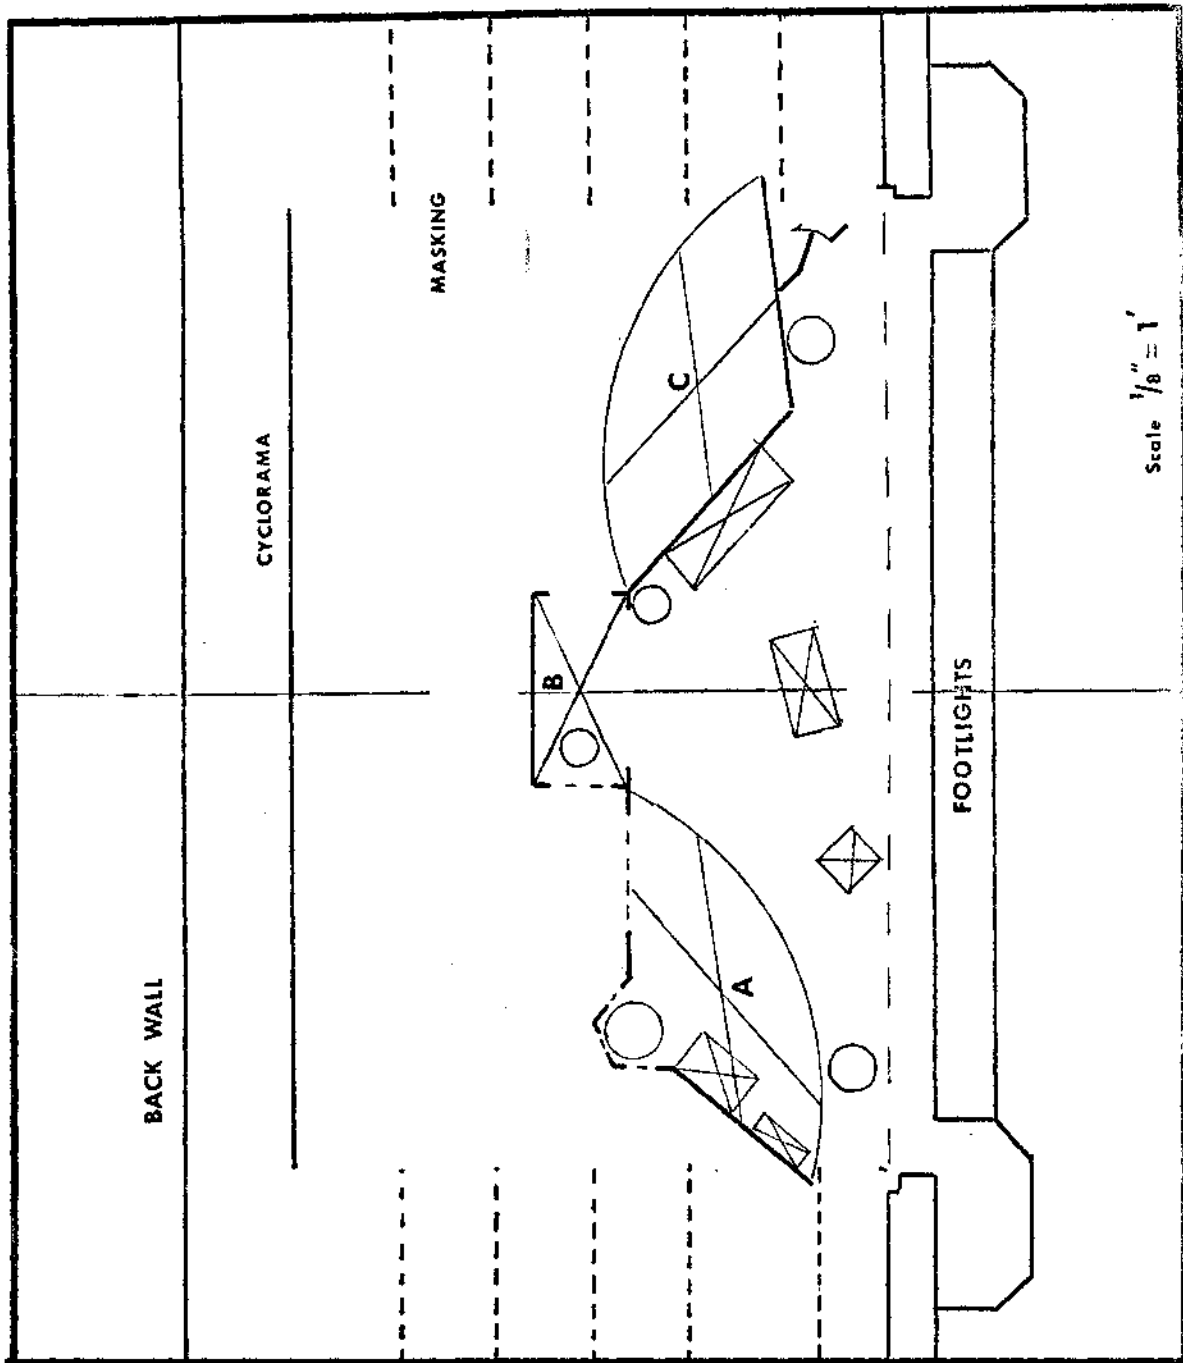 BACK WALL
CYCLORAMA
MASKING
B
C
A
FOOTLIGHTS
Scale 1/8" = 1'